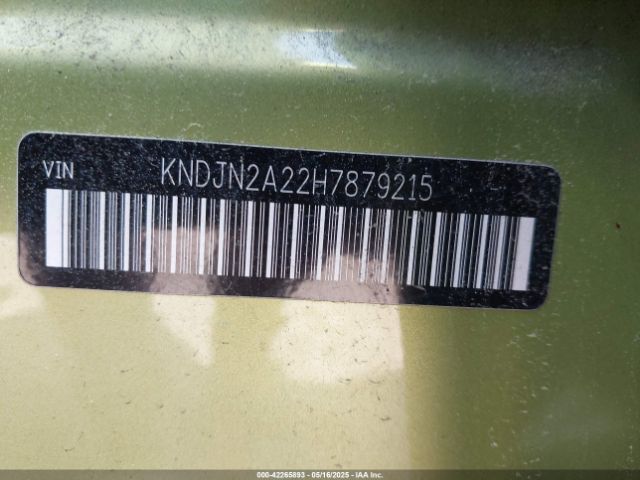 VIN KNDJN2A22H7879215
000-42265893 - 05/16/2025 - IAA Inc.